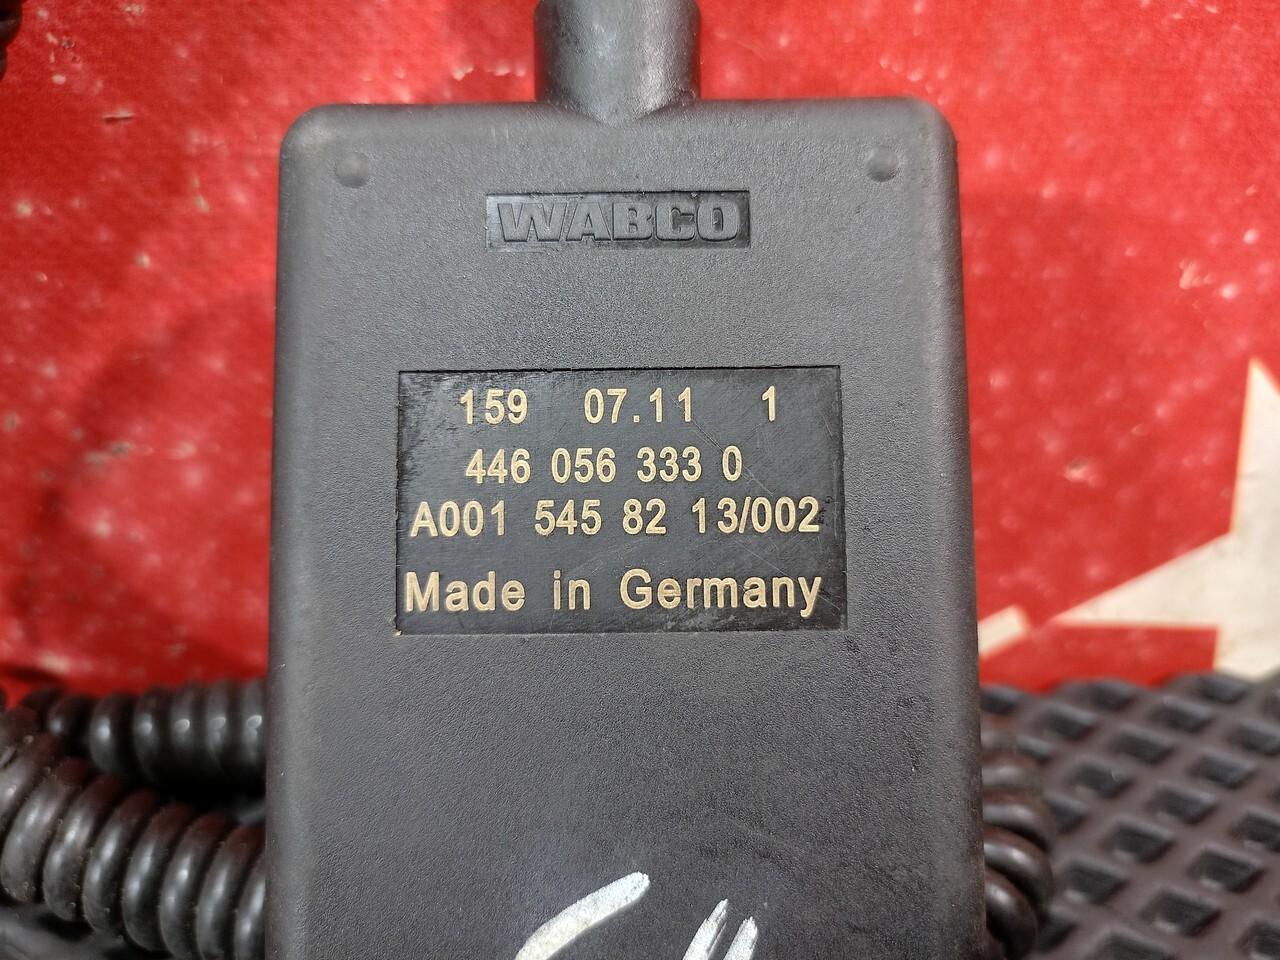 WABCO
159 07.11 1
446 056 333 0
A001 545 82 13/002
Made in Germany